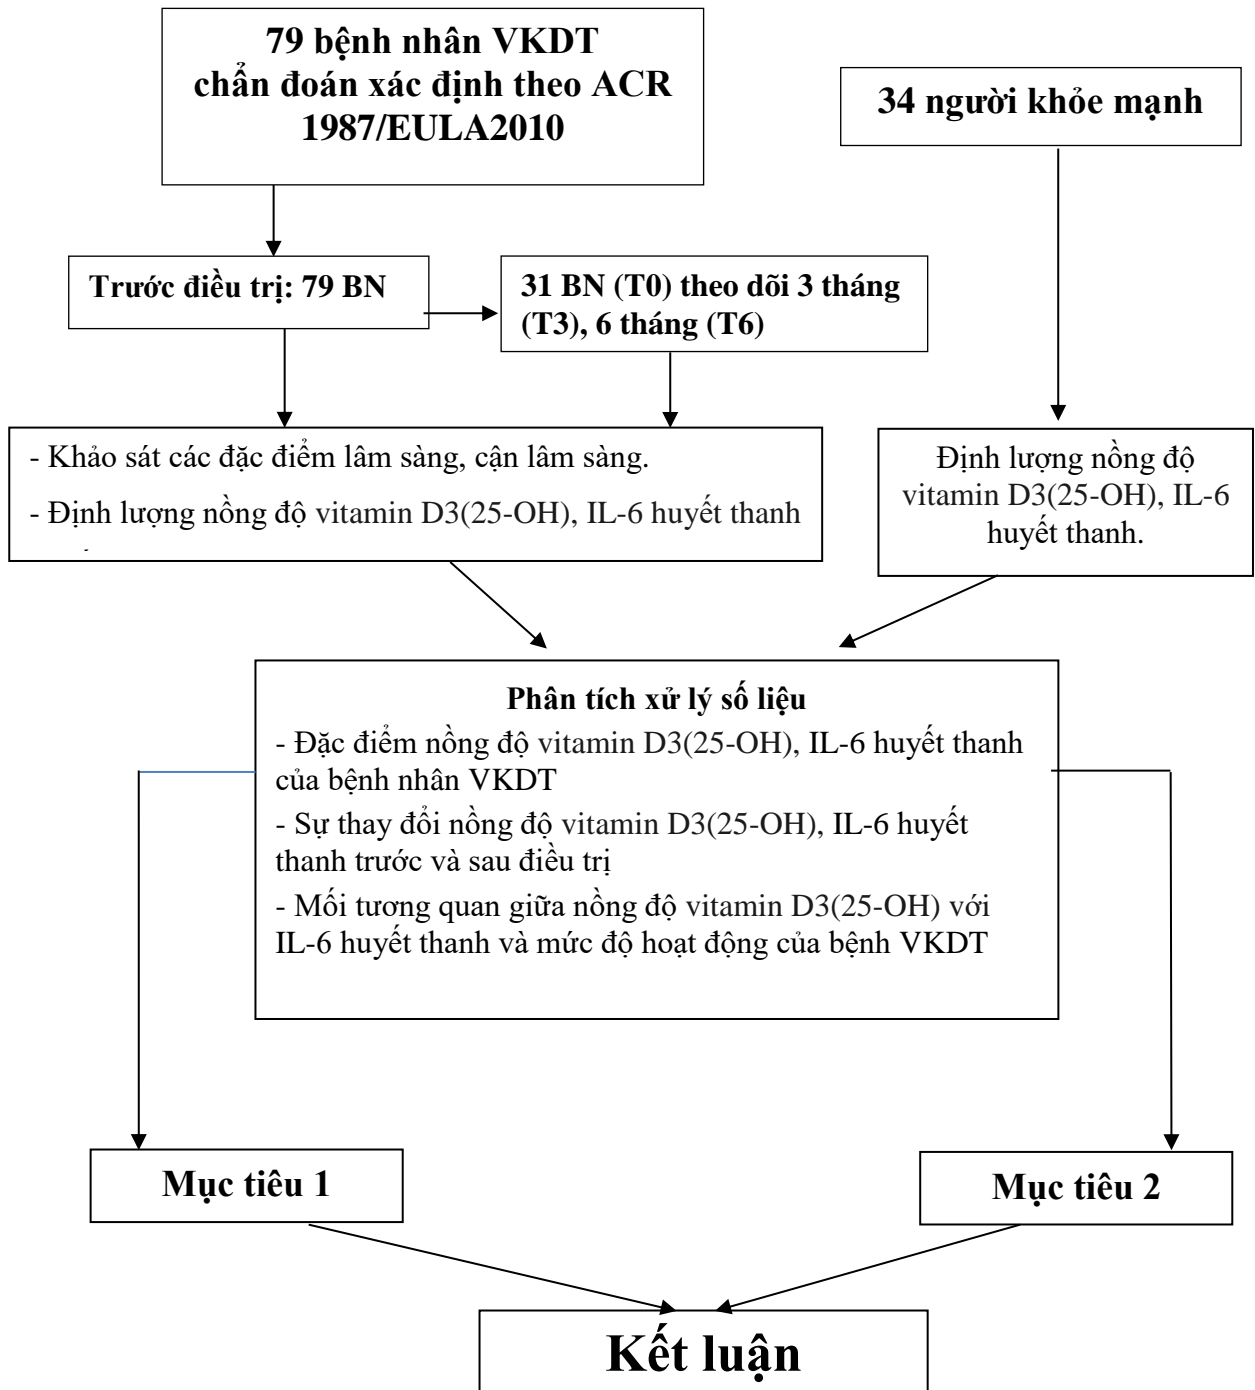 79 bệnh nhân VKDT
chẩn đoán xác định theo ACR
1987/EULA2010
34 người khỏe mạnh
Trước điều trị: 79 BN
31 BN (T0) theo dõi 3 tháng
(T3), 6 tháng (T6)
- Khảo sát các đặc điểm lâm sàng, cận lâm sàng.
- Định lượng nồng độ vitamin D3(25-OH), IL-6 huyết thanh
Định lượng nồng độ
vitamin D3(25-OH), IL-6
huyết thanh.
Phân tích xử lý số liệu
- Đặc điểm nồng độ vitamin D3(25-OH), IL-6 huyết thanh
của bệnh nhân VKDT
- Sự thay đổi nồng độ vitamin D3(25-OH), IL-6 huyết
thanh trước và sau điều trị
- Mối tương quan giữa nồng độ vitamin D3(25-OH) với
IL-6 huyết thanh và mức độ hoạt động của bệnh VKDT
Mục tiêu 1
Mục tiêu 2
Kết luận